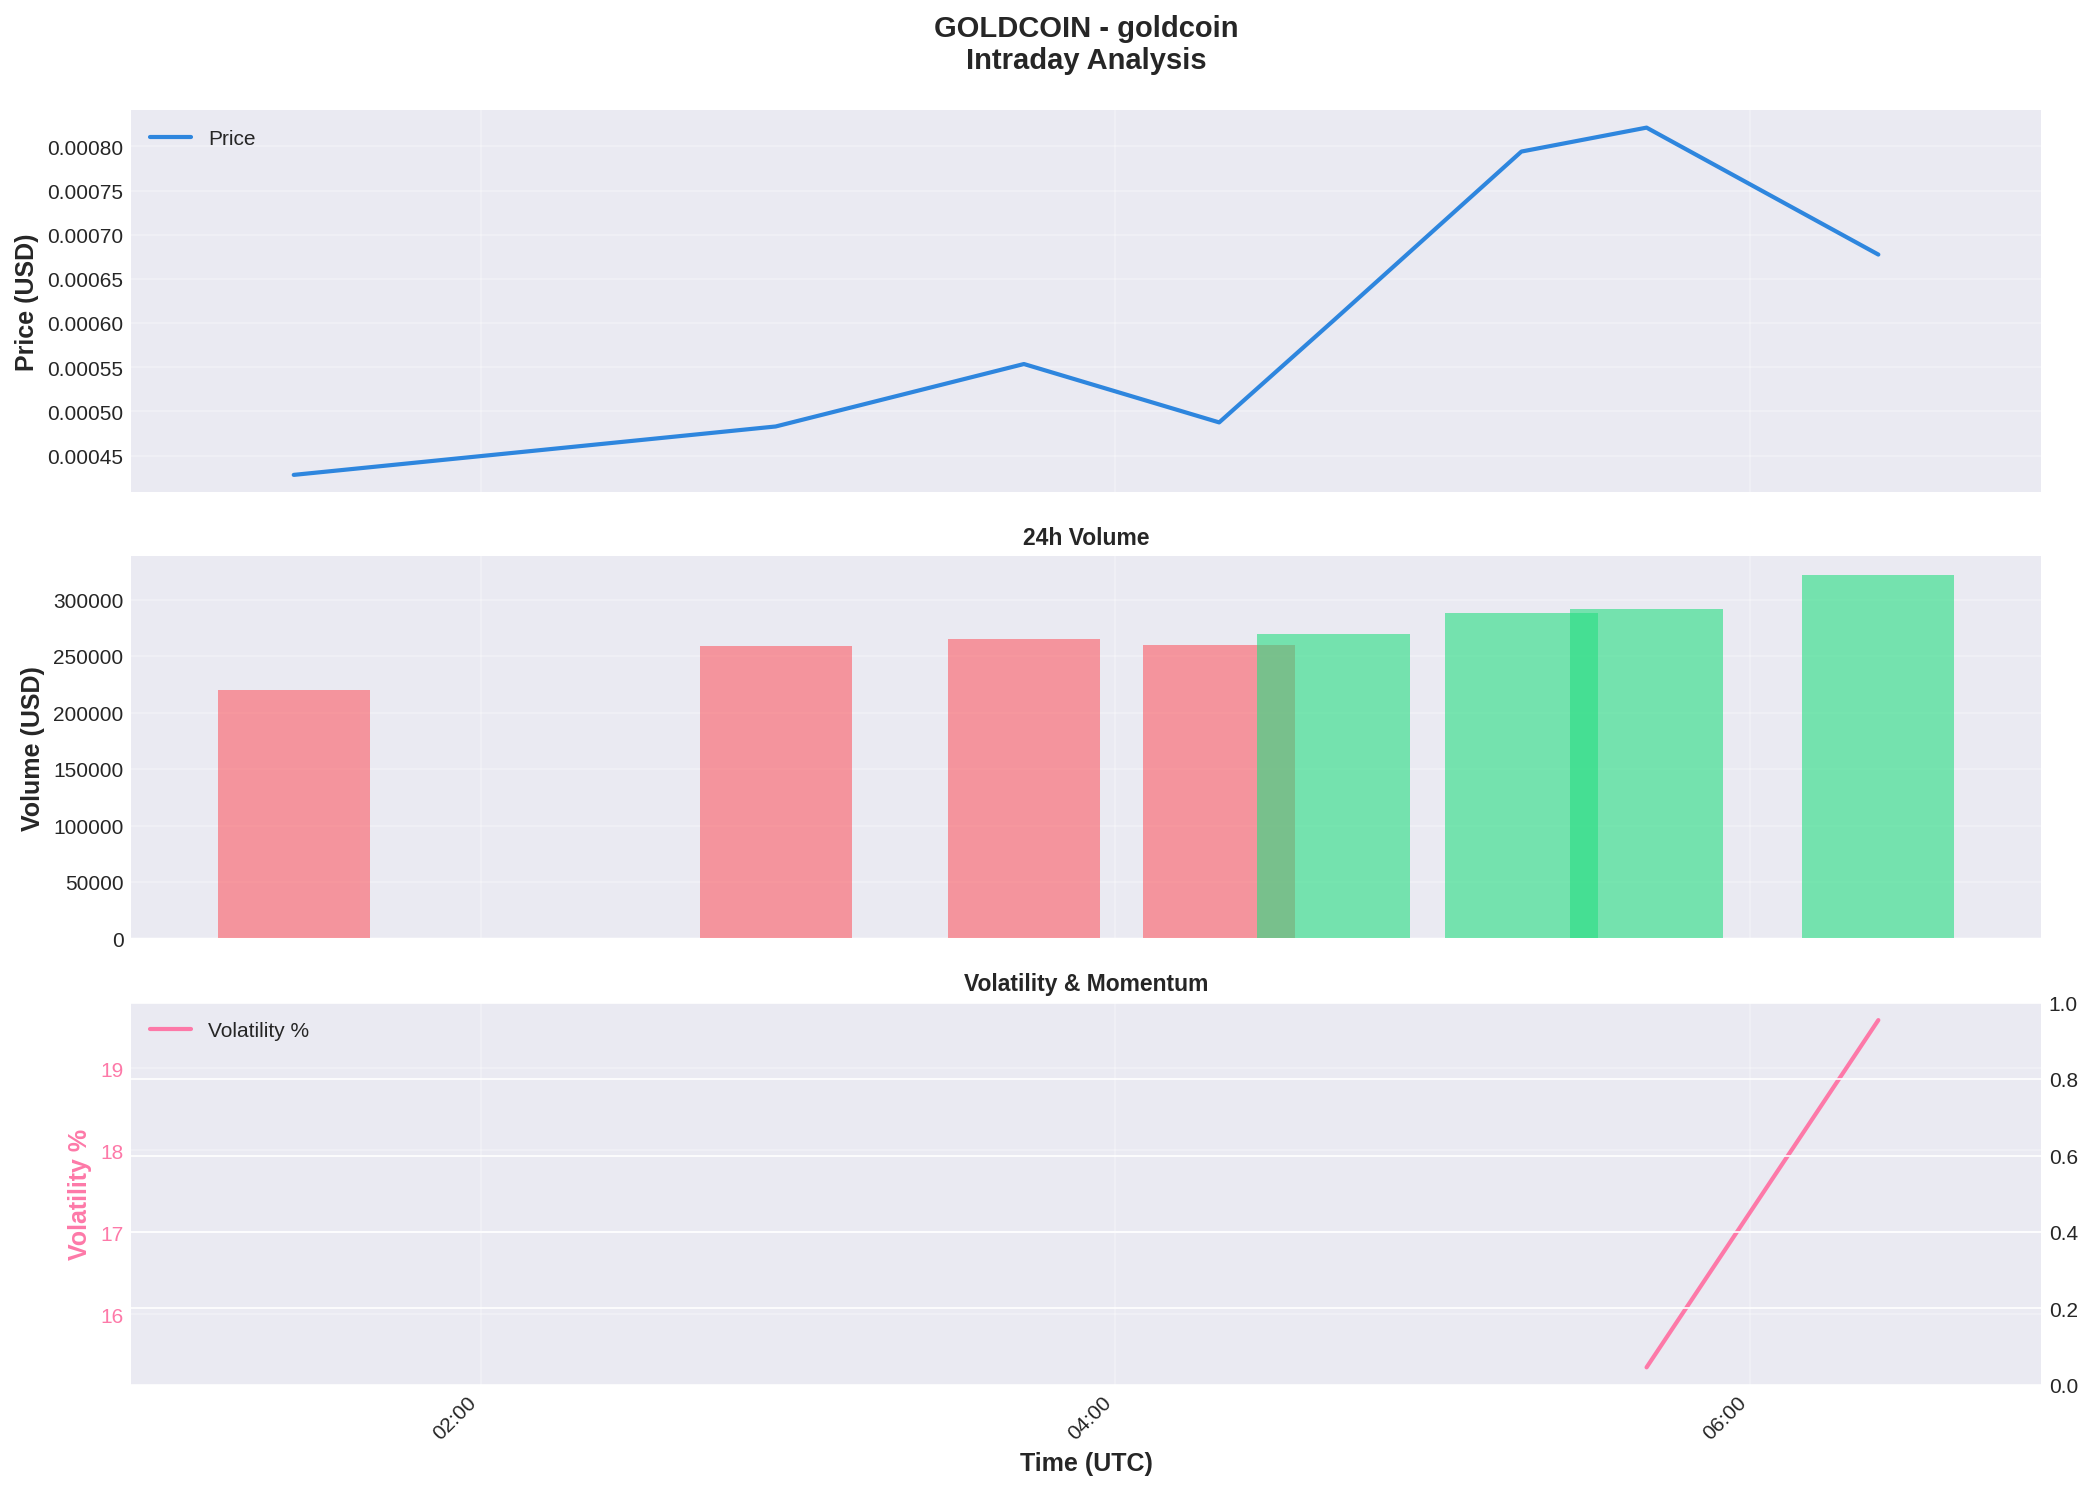 GOLDCOIN - goldcoin
Intraday Analysis
Price
Price (USD)
0.00080
0.00075
0.00070
0.00065
0.00060
0.00055
0.00050
0.00045
24h Volume
Volume (USD)
300000
250000
200000
150000
100000
50000
0
Volatility & Momentum
Volatility %
Volatility %
19
18
17
16
1.0
0.8
0.6
0.4
0.2
0.0
02:00
04:00
06:00
Time (UTC)